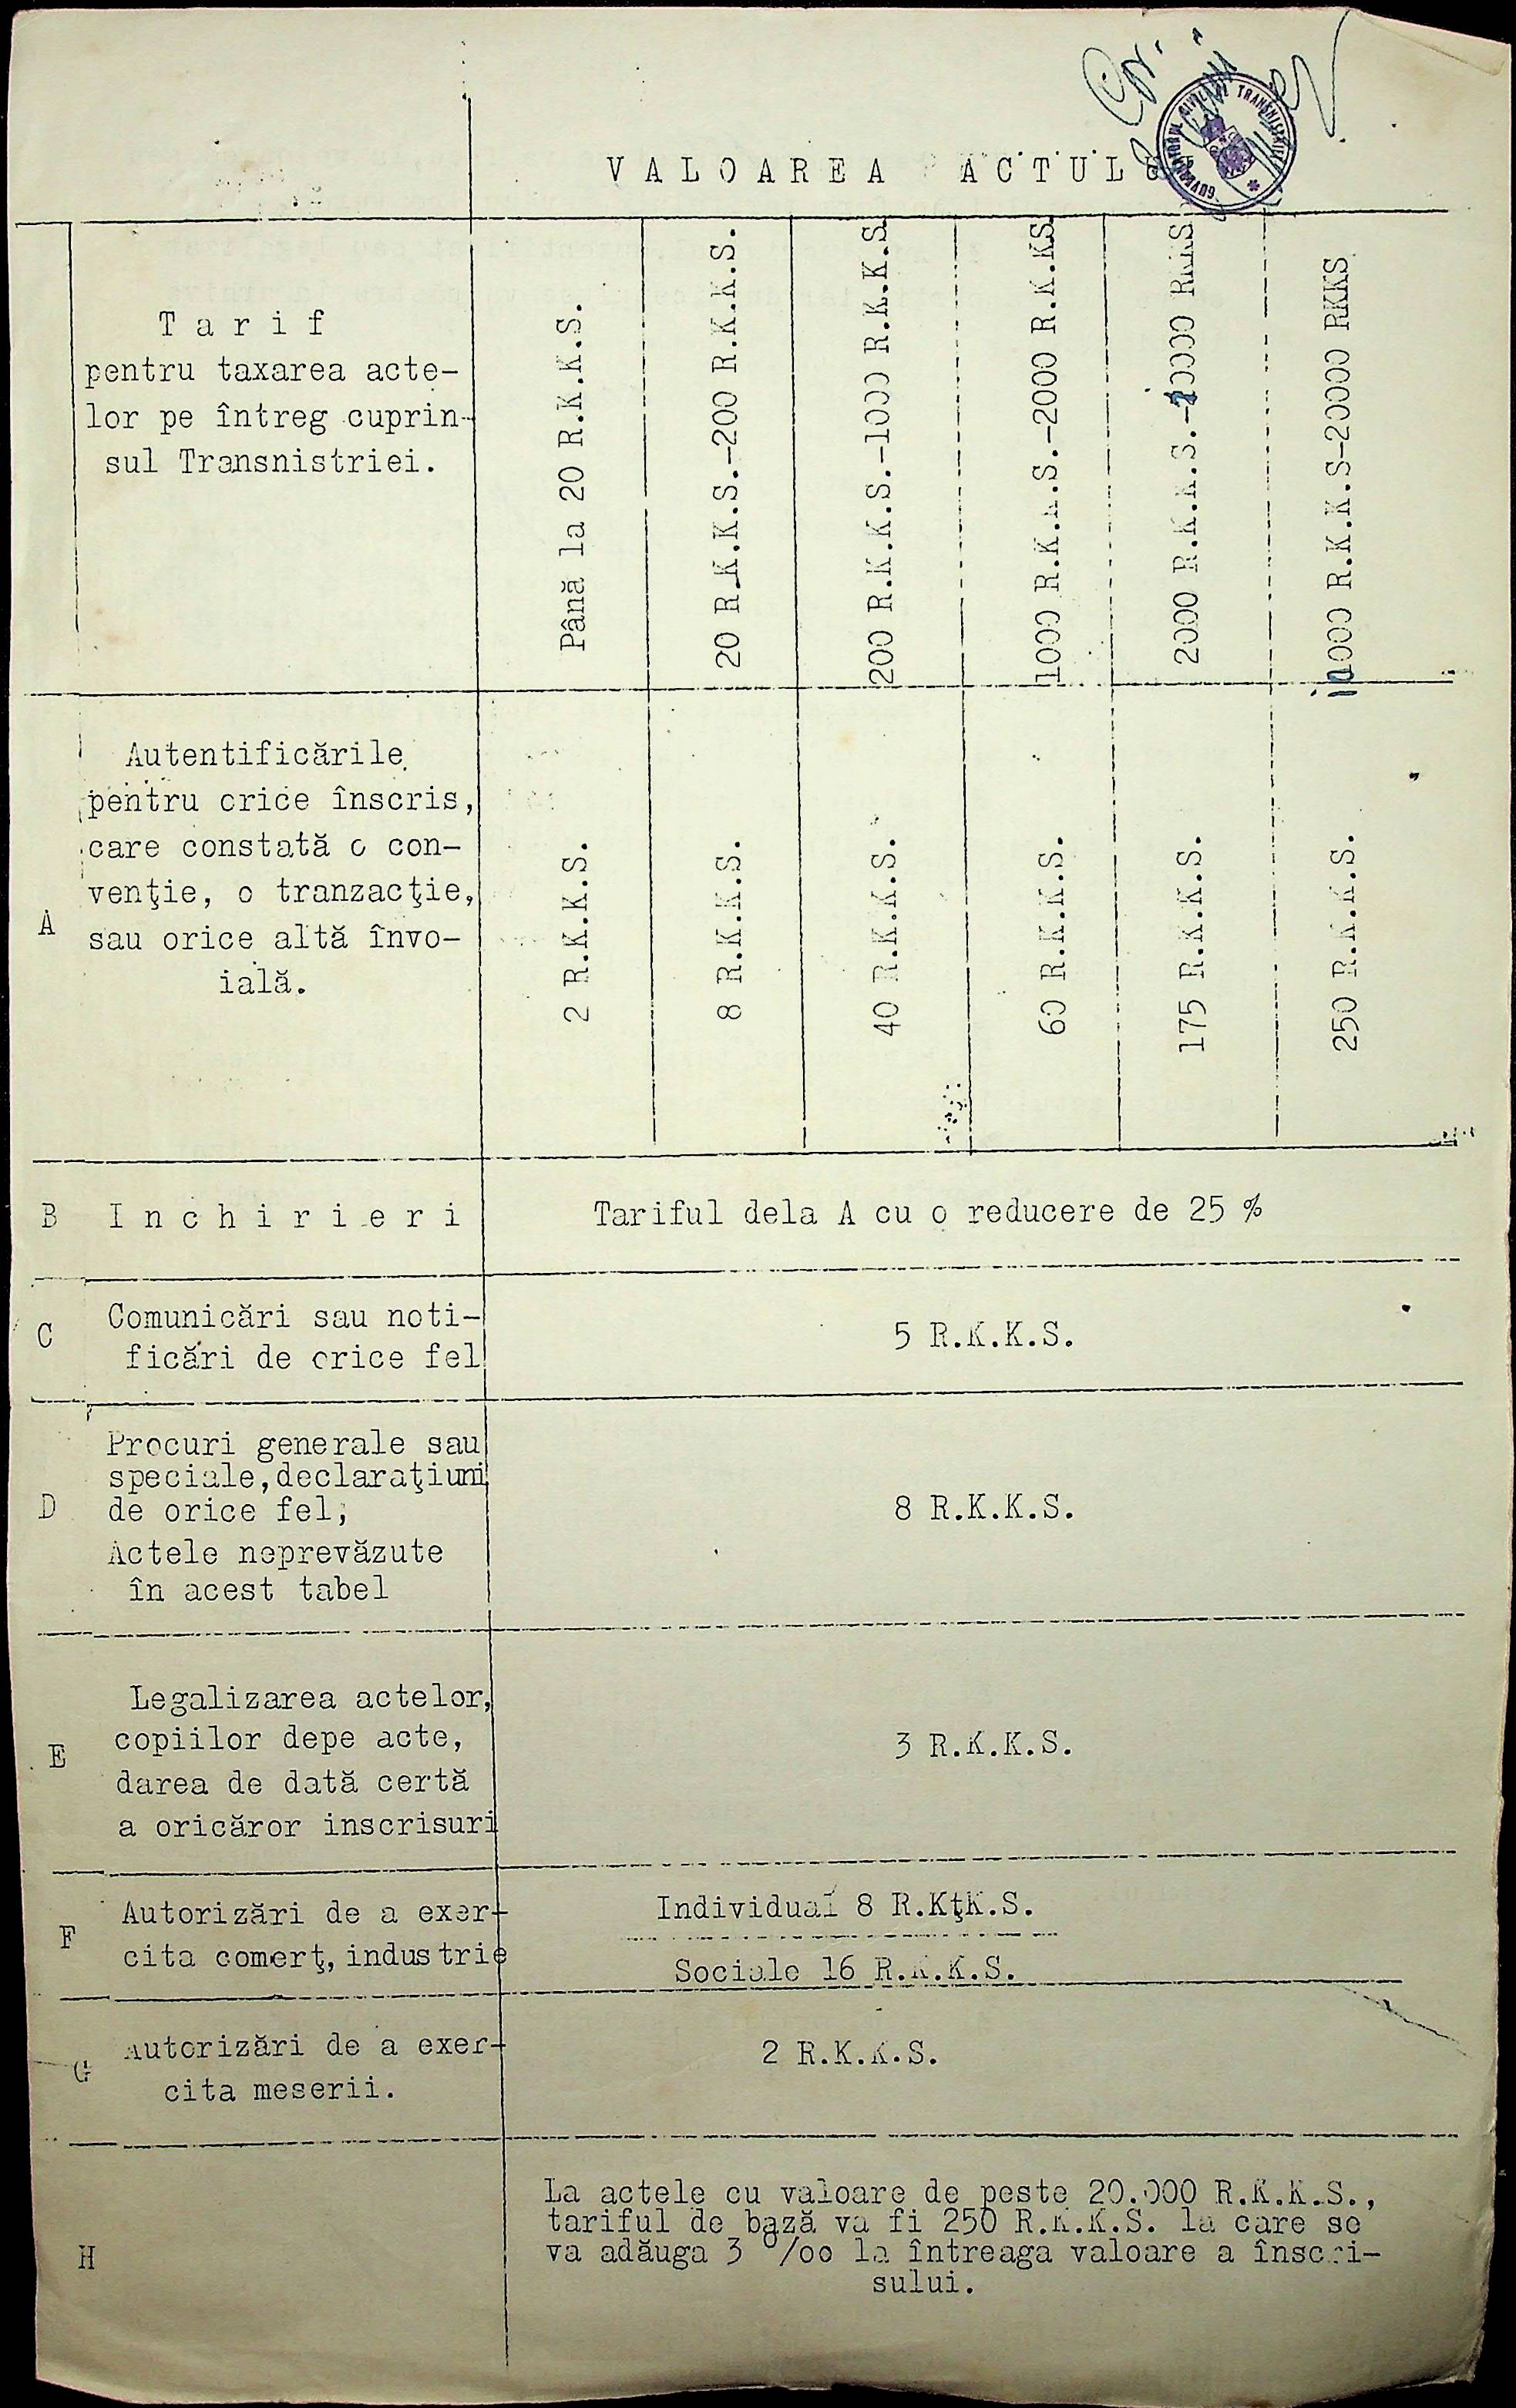 VALOAREA ACTULUI
GUVERNATORUL CIVIL AL TRANSNISTRIEI
Tarif
pentru taxarea acte-
lor pe întreg cuprin-
sul Transnistriei.
Până la 20 R.K.K.S.
20 R.K.K.S.-200 R.K.K.S.
200 R.K.K.S.-1000 R.K.K.S
1000 R.K.K.S.-2000 R.K.KS
2000 R.K.K.S.-10000 RKKS
10000 R.K.K.S-20000 RKKS
A
Autentificările
pentru orice înscris,
care constată o con-
venţie, o tranzacţie,
sau orice altă învo-
ială.
2 R.K.K.S.
8 R.K.K.S.
40 R.K.K.S.
60 R.K.K.S.
175 R.K.K.S.
250 R.K.K.S.
B Inchirieri Tariful dela A cu o reducere de 25 %
C
Comunicări sau noti-
ficări de orice fel
5 R.K.K.S.
D
Procuri generale sau
speciale,declaraţiuni
de orice fel;
Actele neprevăzute
în acest tabel
8 R.K.K.S.
E
Legalizarea actelor,
copiilor depe acte,
darea de dată certă
a oricăror inscrisuri
3 R.K.K.S.
F
Autorizări de a exer-
cita comerţ,industrie
Individual 8 R.KţK.S.
Sociale 16 R.K.K.S.
G
Autorizări de a exer-
cita meserii.
2 R.K.K.S.
H
La actele cu valoare de peste 20.000 R.K.K.S.,
tariful de bază va fi 250 R.K.K.S. la care se
va adăuga 3 º/oo la întreaga valoare a înscri-
sului.